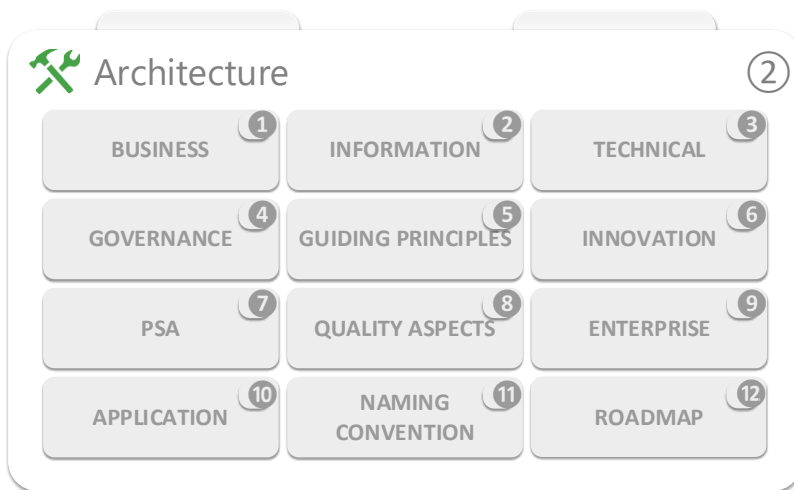 Architecture
2
BUSINESS
1
INFORMATION
2
TECHNICAL
3
GOVERNANCE
4
GUIDING PRINCIPLES
5
INNOVATION
6
PSA
7
QUALITY ASPECTS
8
ENTERPRISE
9
APPLICATION
10
NAMING
CONVENTION
11
ROADMAP
12